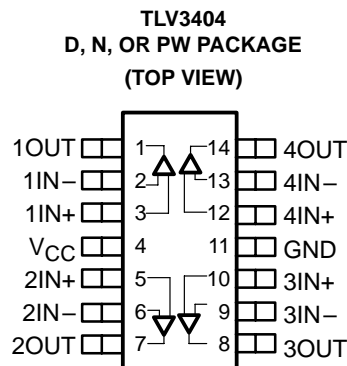 TLV3404
D, N, OR PW PACKAGE
(TOP VIEW)
1OUT 1 14 4OUT
1IN− 2 13 4IN−
1IN+ 3 12 4IN+
VCC 4 11 GND
2IN+ 5 10 3IN+
2IN− 6 9 3IN−
2OUT 7 8 3OUT